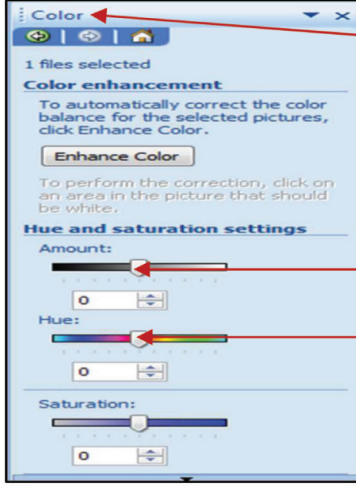 Color
1 files selected
Color enhancement
To automatically correct the color
balance for the selected pictures,
click Enhance Color.
Enhance Color
To perform the correction, click on
an area in the picture that should
be white.
Hue and saturation settings
Amount:
0
Hue:
0
Saturation:
0